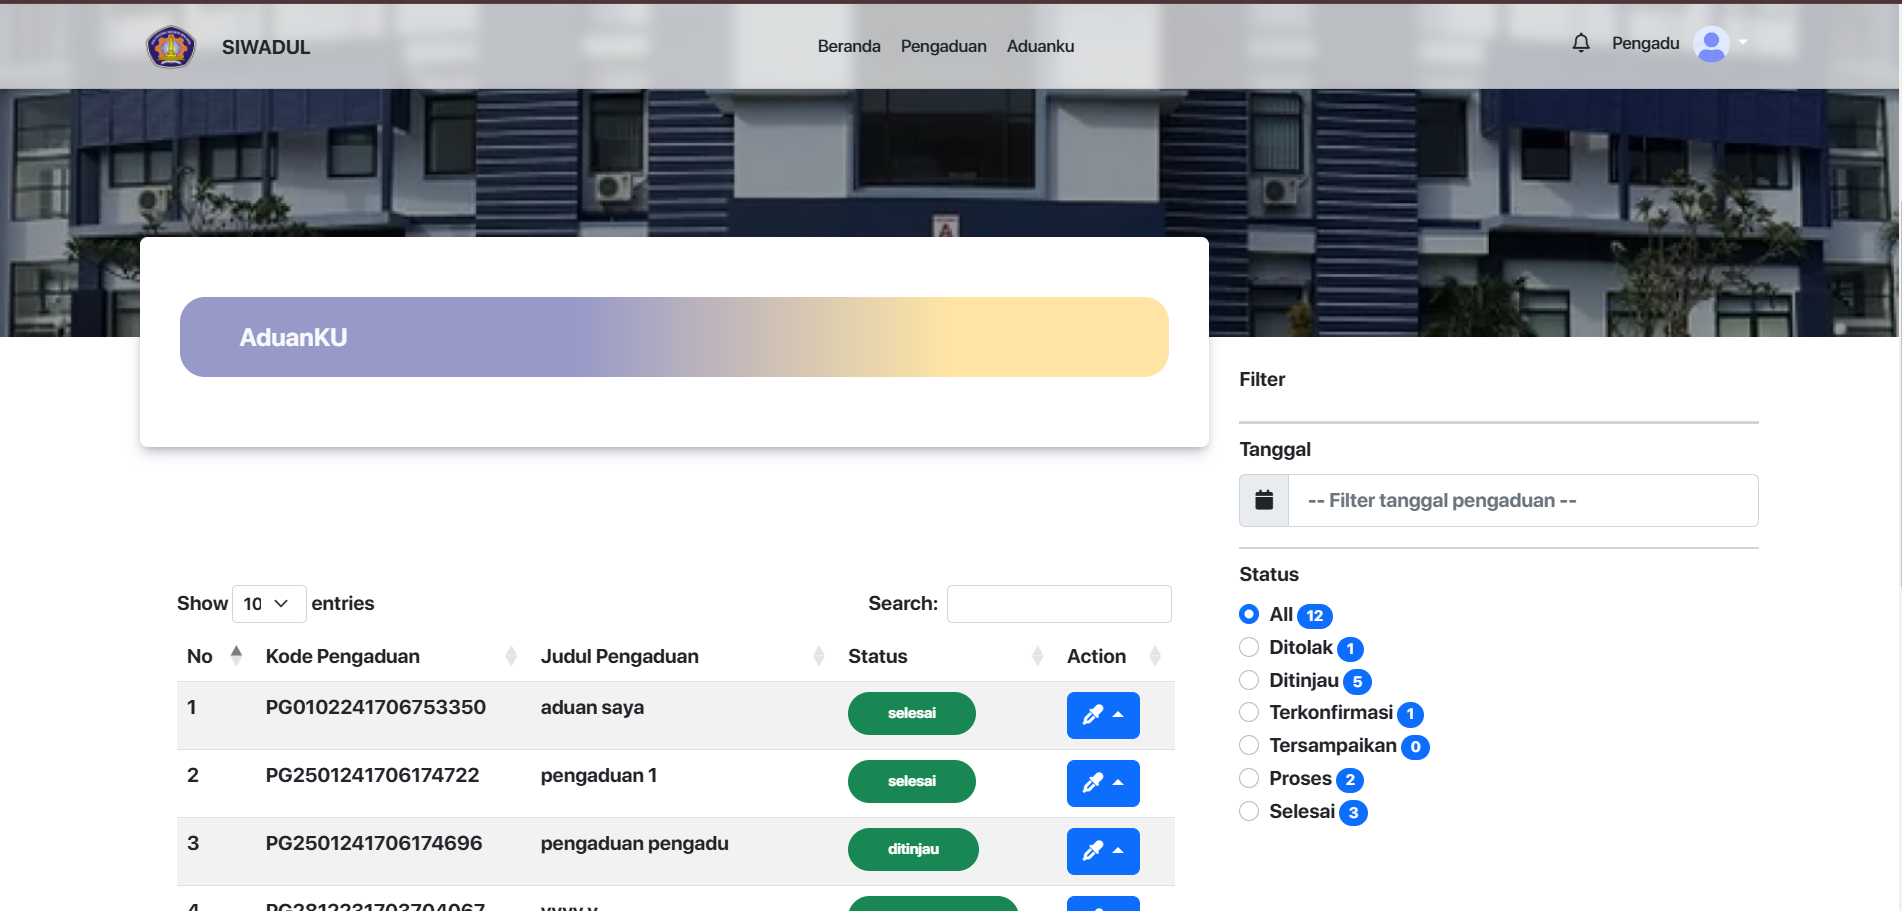 SIWADUL
Beranda Pengaduan Aduanku
Pengadu
AduanKU
Filter
Tanggal
-- Filter tanggal pengaduan --
Status
All 12
Ditolak 1
Ditinjau 5
Terkonfirmasi 1
Tersampaikan 0
Proses 2
Selesai 3
Show 10 entries
Search:
No Kode Pengaduan Judul Pengaduan Status Action
1 PG0102241706753350 aduan saya selesai
2 PG2501241706174722 pengaduan 1 selesai
3 PG2501241706174696 pengaduan pengadu ditinjau
4 PG2812231703704067